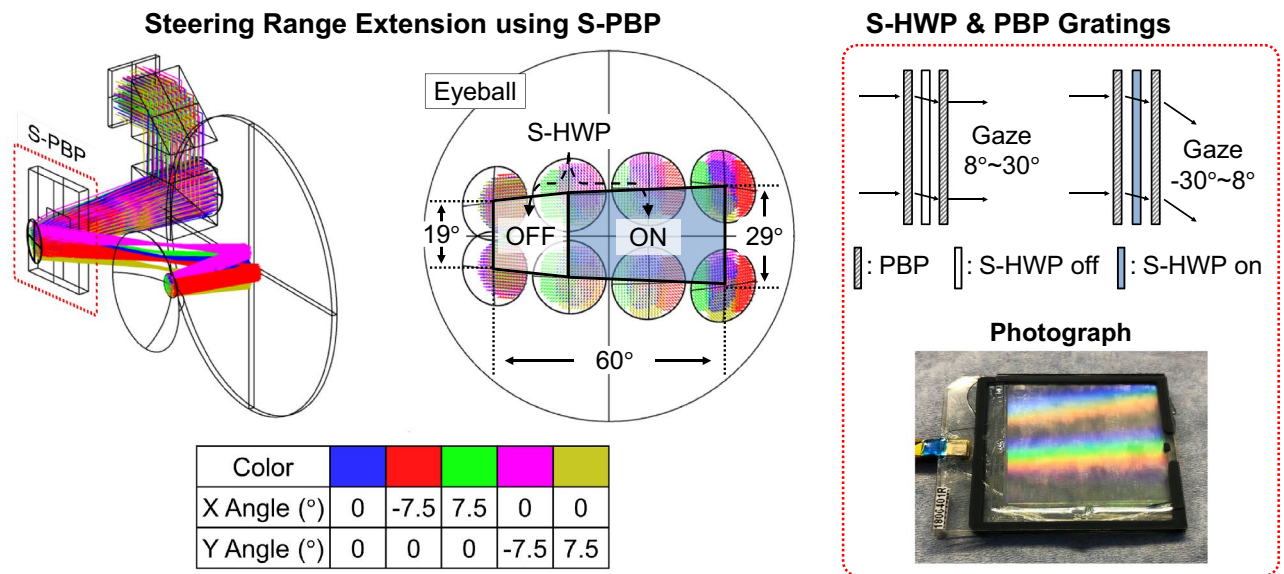 Steering Range Extension using S-PBP
S-PBP
Eyeball
S-HWP
OFF
ON
19°
29°
60°
Color
X Angle (°) 0 -7.5 7.5 0 0
Y Angle (°) 0 0 0 -7.5 7.5
S-HWP & PBP Gratings
Gaze
8°~30°
Gaze
-30°~8°
: PBP
: S-HWP off
: S-HWP on
Photograph
1806401R